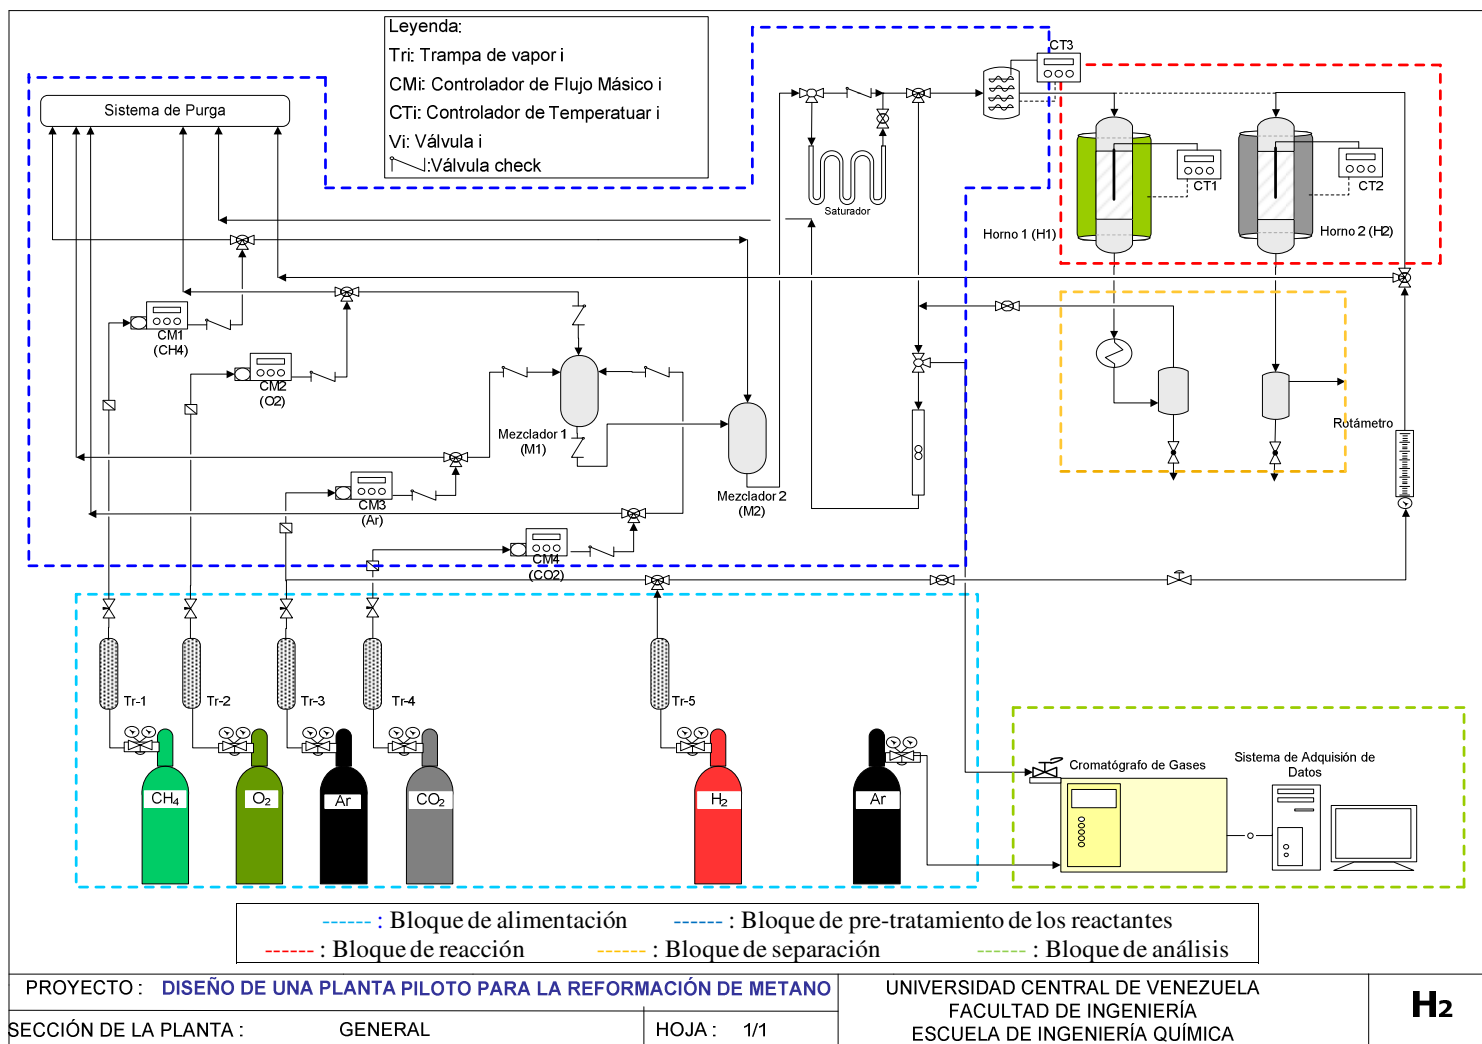 Leyenda:
Tri: Trampa de vapor i
CMi: Controlador de Flujo Másico i
CTi: Controlador de Temperatuar i
Vi: Válvula i
:Válvula check
Sistema de Purga
CT3
CT1
CT2
Saturador
Horno 1 (H1)
Horno 2 (H2)
CM1
(CH4)
CM2
(O2)
Mezclador 1
(M1)
Rotámetro
CM3
(Ar)
Mezclador 2
(M2)
CM4
(CO2)
Tr-1
Tr-2
Tr-3
Tr-4
Tr-5
CH4
O2
Ar
CO2
H2
Ar
Cromatógrafo de Gases
Sistema de Adquisión de
Datos
------: Bloque de alimentación ------ : Bloque de pre-tratamiento de los reactantes
------ : Bloque de reacción ------ : Bloque de separación ------ : Bloque de análisis
PROYECTO : DISEÑO DE UNA PLANTA PILOTO PARA LA REFORMACIÓN DE METANO
SECCIÓN DE LA PLANTA : GENERAL HOJA : 1/1
UNIVERSIDAD CENTRAL DE VENEZUELA
FACULTAD DE INGENIERÍA
ESCUELA DE INGENIERÍA QUÍMICA
H2